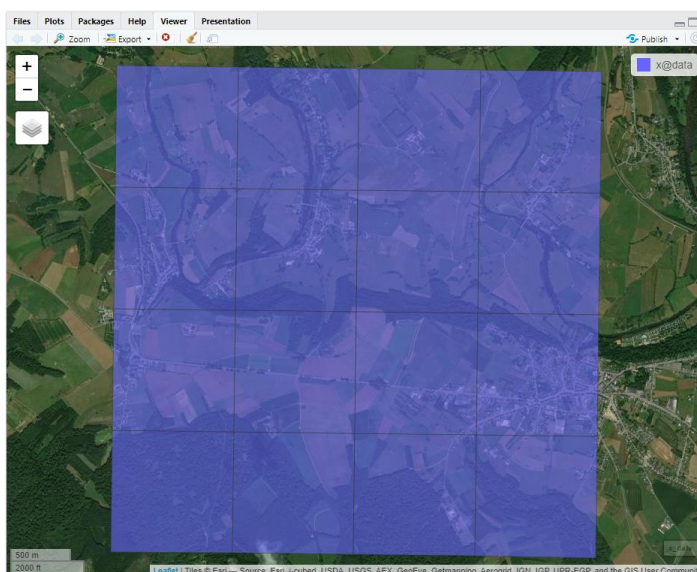 Files Plots Packages Help Viewer Presentation
Zoom Export Publish
+
x@data
−
500 m
2000 ft
Leaflet | Tiles © Esri — Source: Esri, i-cubed, USDA, USGS, AEX, GeoEye, Getmapping, Aerogrid, IGN, IGP, UPR-EGP, and the GIS User Commun